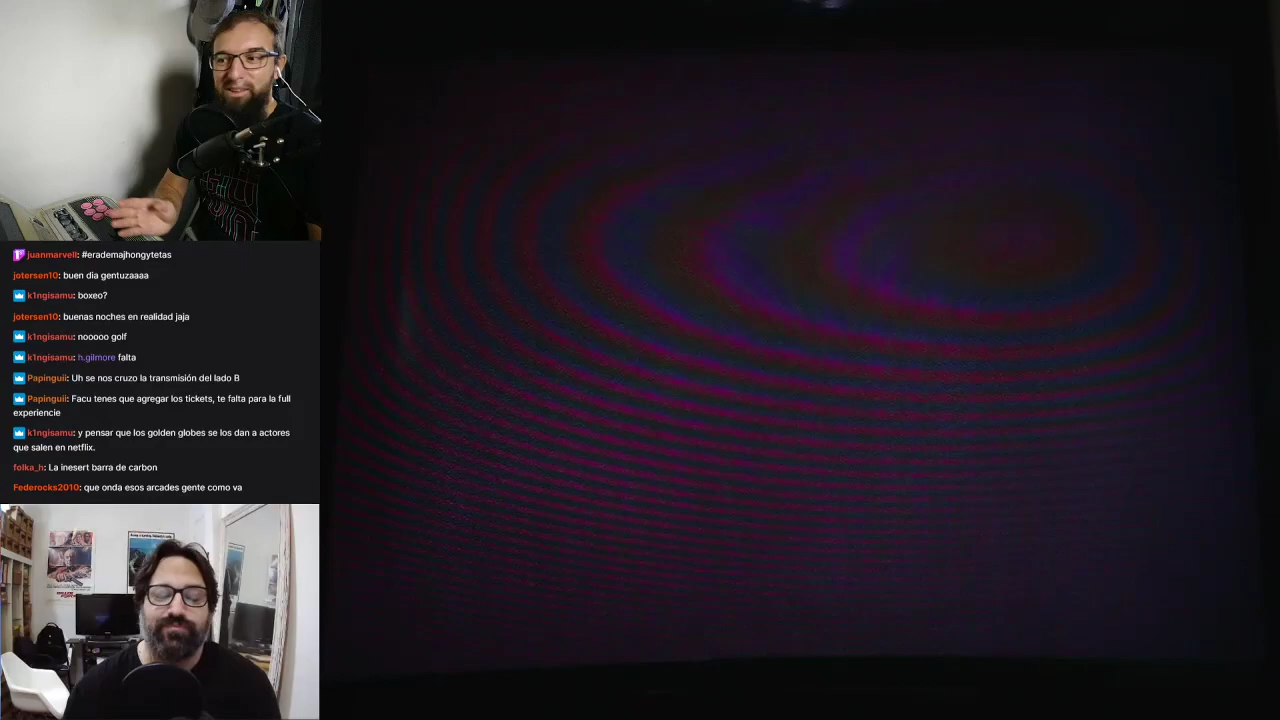 juanmarvell: #erademajhongytetas
jotersen10: buen dia gentuzaaaa
k1ngisamu: boxeo?
jotersen10: buenas noches en realidad jaja
k1ngisamu: nooooo golf
k1ngisamu: h.gilmore falta
Papinguii: Uh se nos cruzo la transmisión del lado B
Papinguii: Facu tenes que agregar los tickets, te falta para la full
experiencie
k1ngisamu: y pensar que los golden globes se los dan a actores
que salen en netflix.
folka_h: La inesert barra de carbon
Federocks2010: que onda esos arcades gente como va